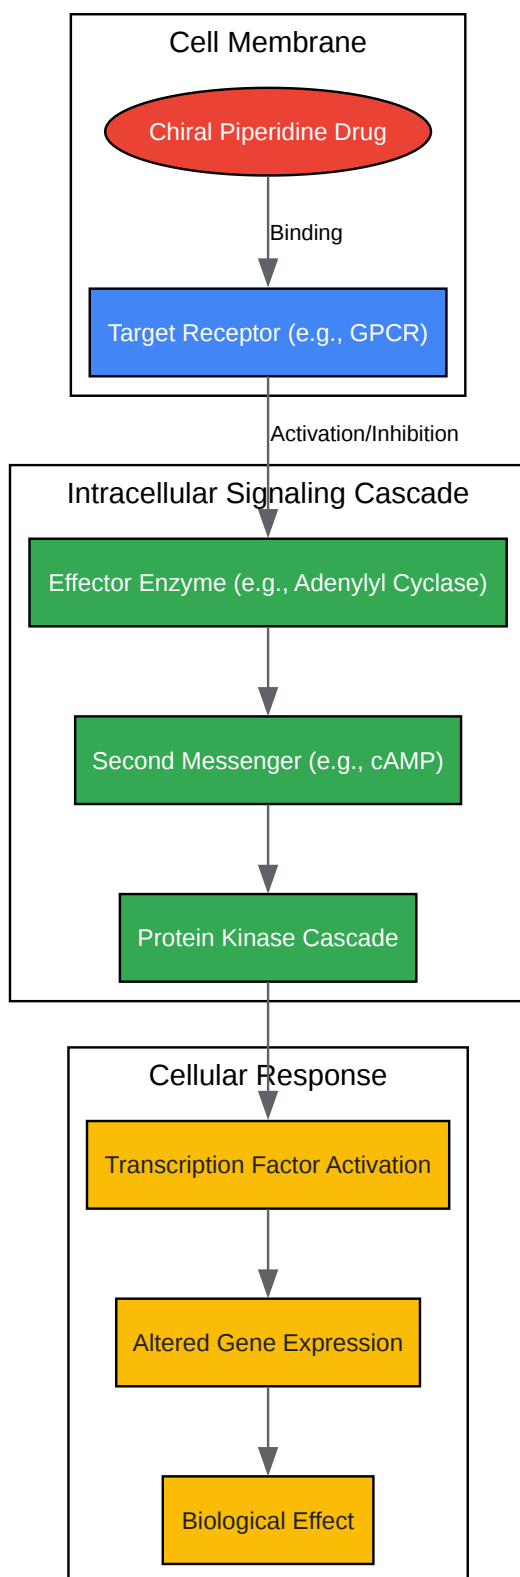 Cell Membrane
Chiral Piperidine Drug
Binding
Target Receptor (e.g., GPCR)
Activation/Inhibition
Intracellular Signaling Cascade
Effector Enzyme (e.g., Adenylyl Cyclase)
Second Messenger (e.g., cAMP)
Protein Kinase Cascade
Cellular Response
Transcription Factor Activation
Altered Gene Expression
Biological Effect